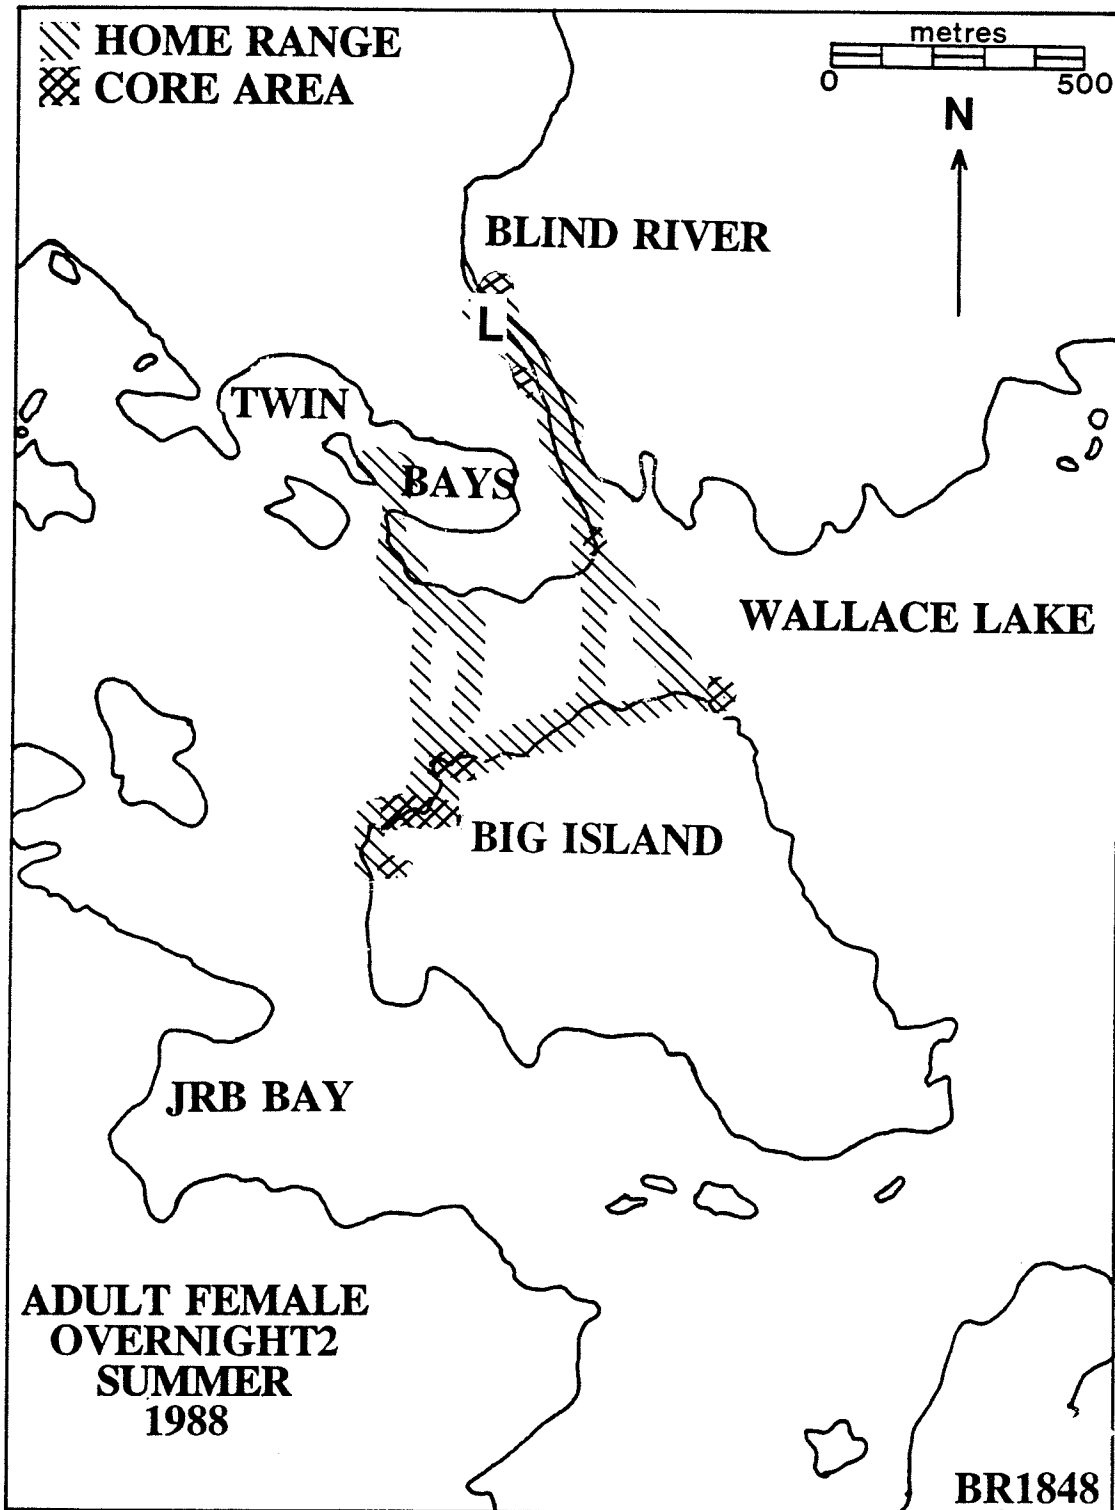 HOME RANGE
CORE AREA
metres
0 500
N
BLIND RIVER
L
TWIN
BAYS
WALLACE LAKE
BIG ISLAND
JRB BAY
ADULT FEMALE
OVERNIGHT2
SUMMER
1988
BR1848